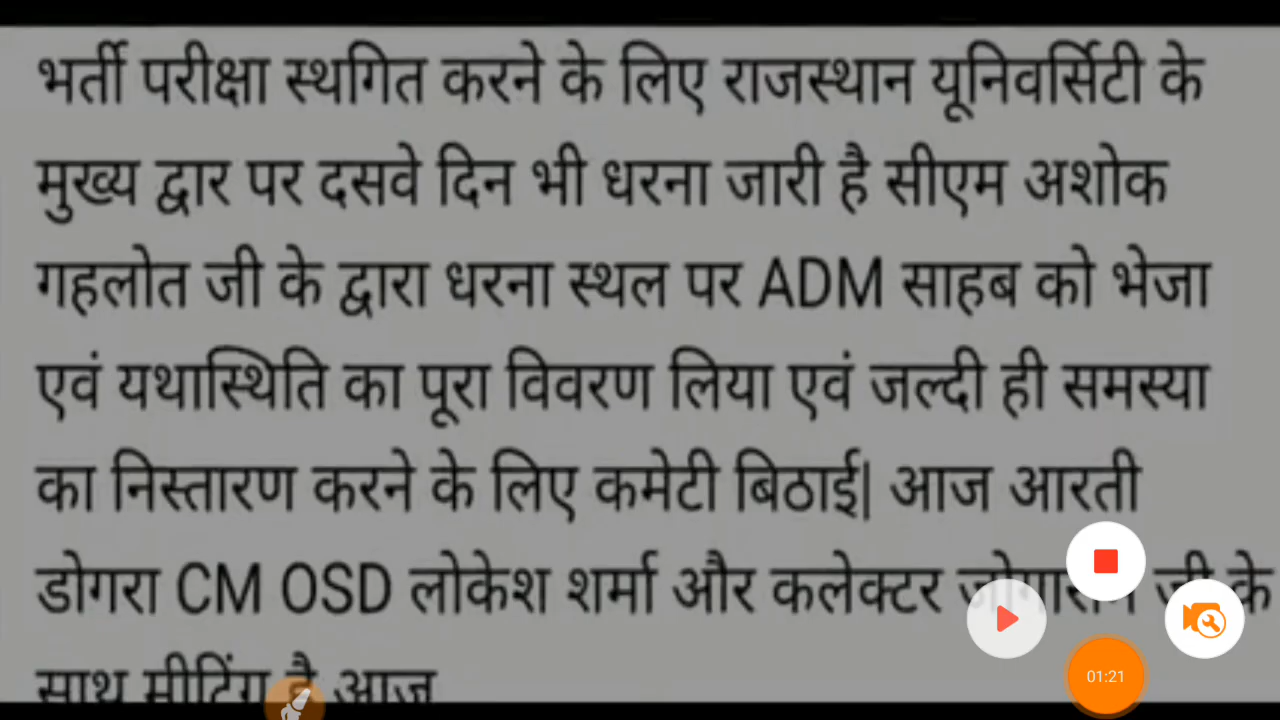 भर्ती परीक्षा स्थगित करने के लिए राजस्थान यूनिवर्सिटी के
मुख्य द्वार पर दसवे दिन भी धरना जारी है सीएम अशोक
गहलोत जी के द्वारा धरना स्थल पर ADM साहब को भेजा
एवं यथास्थिति का पूरा विवरण लिया एवं जल्दी ही समस्या
का निस्तारण करने के लिए कमेटी बिठाई| आज आरती
डोगरा CM OSD लोकेश शर्मा और कलेक्टर जी के
साथ मीटिंग है आज
01:21